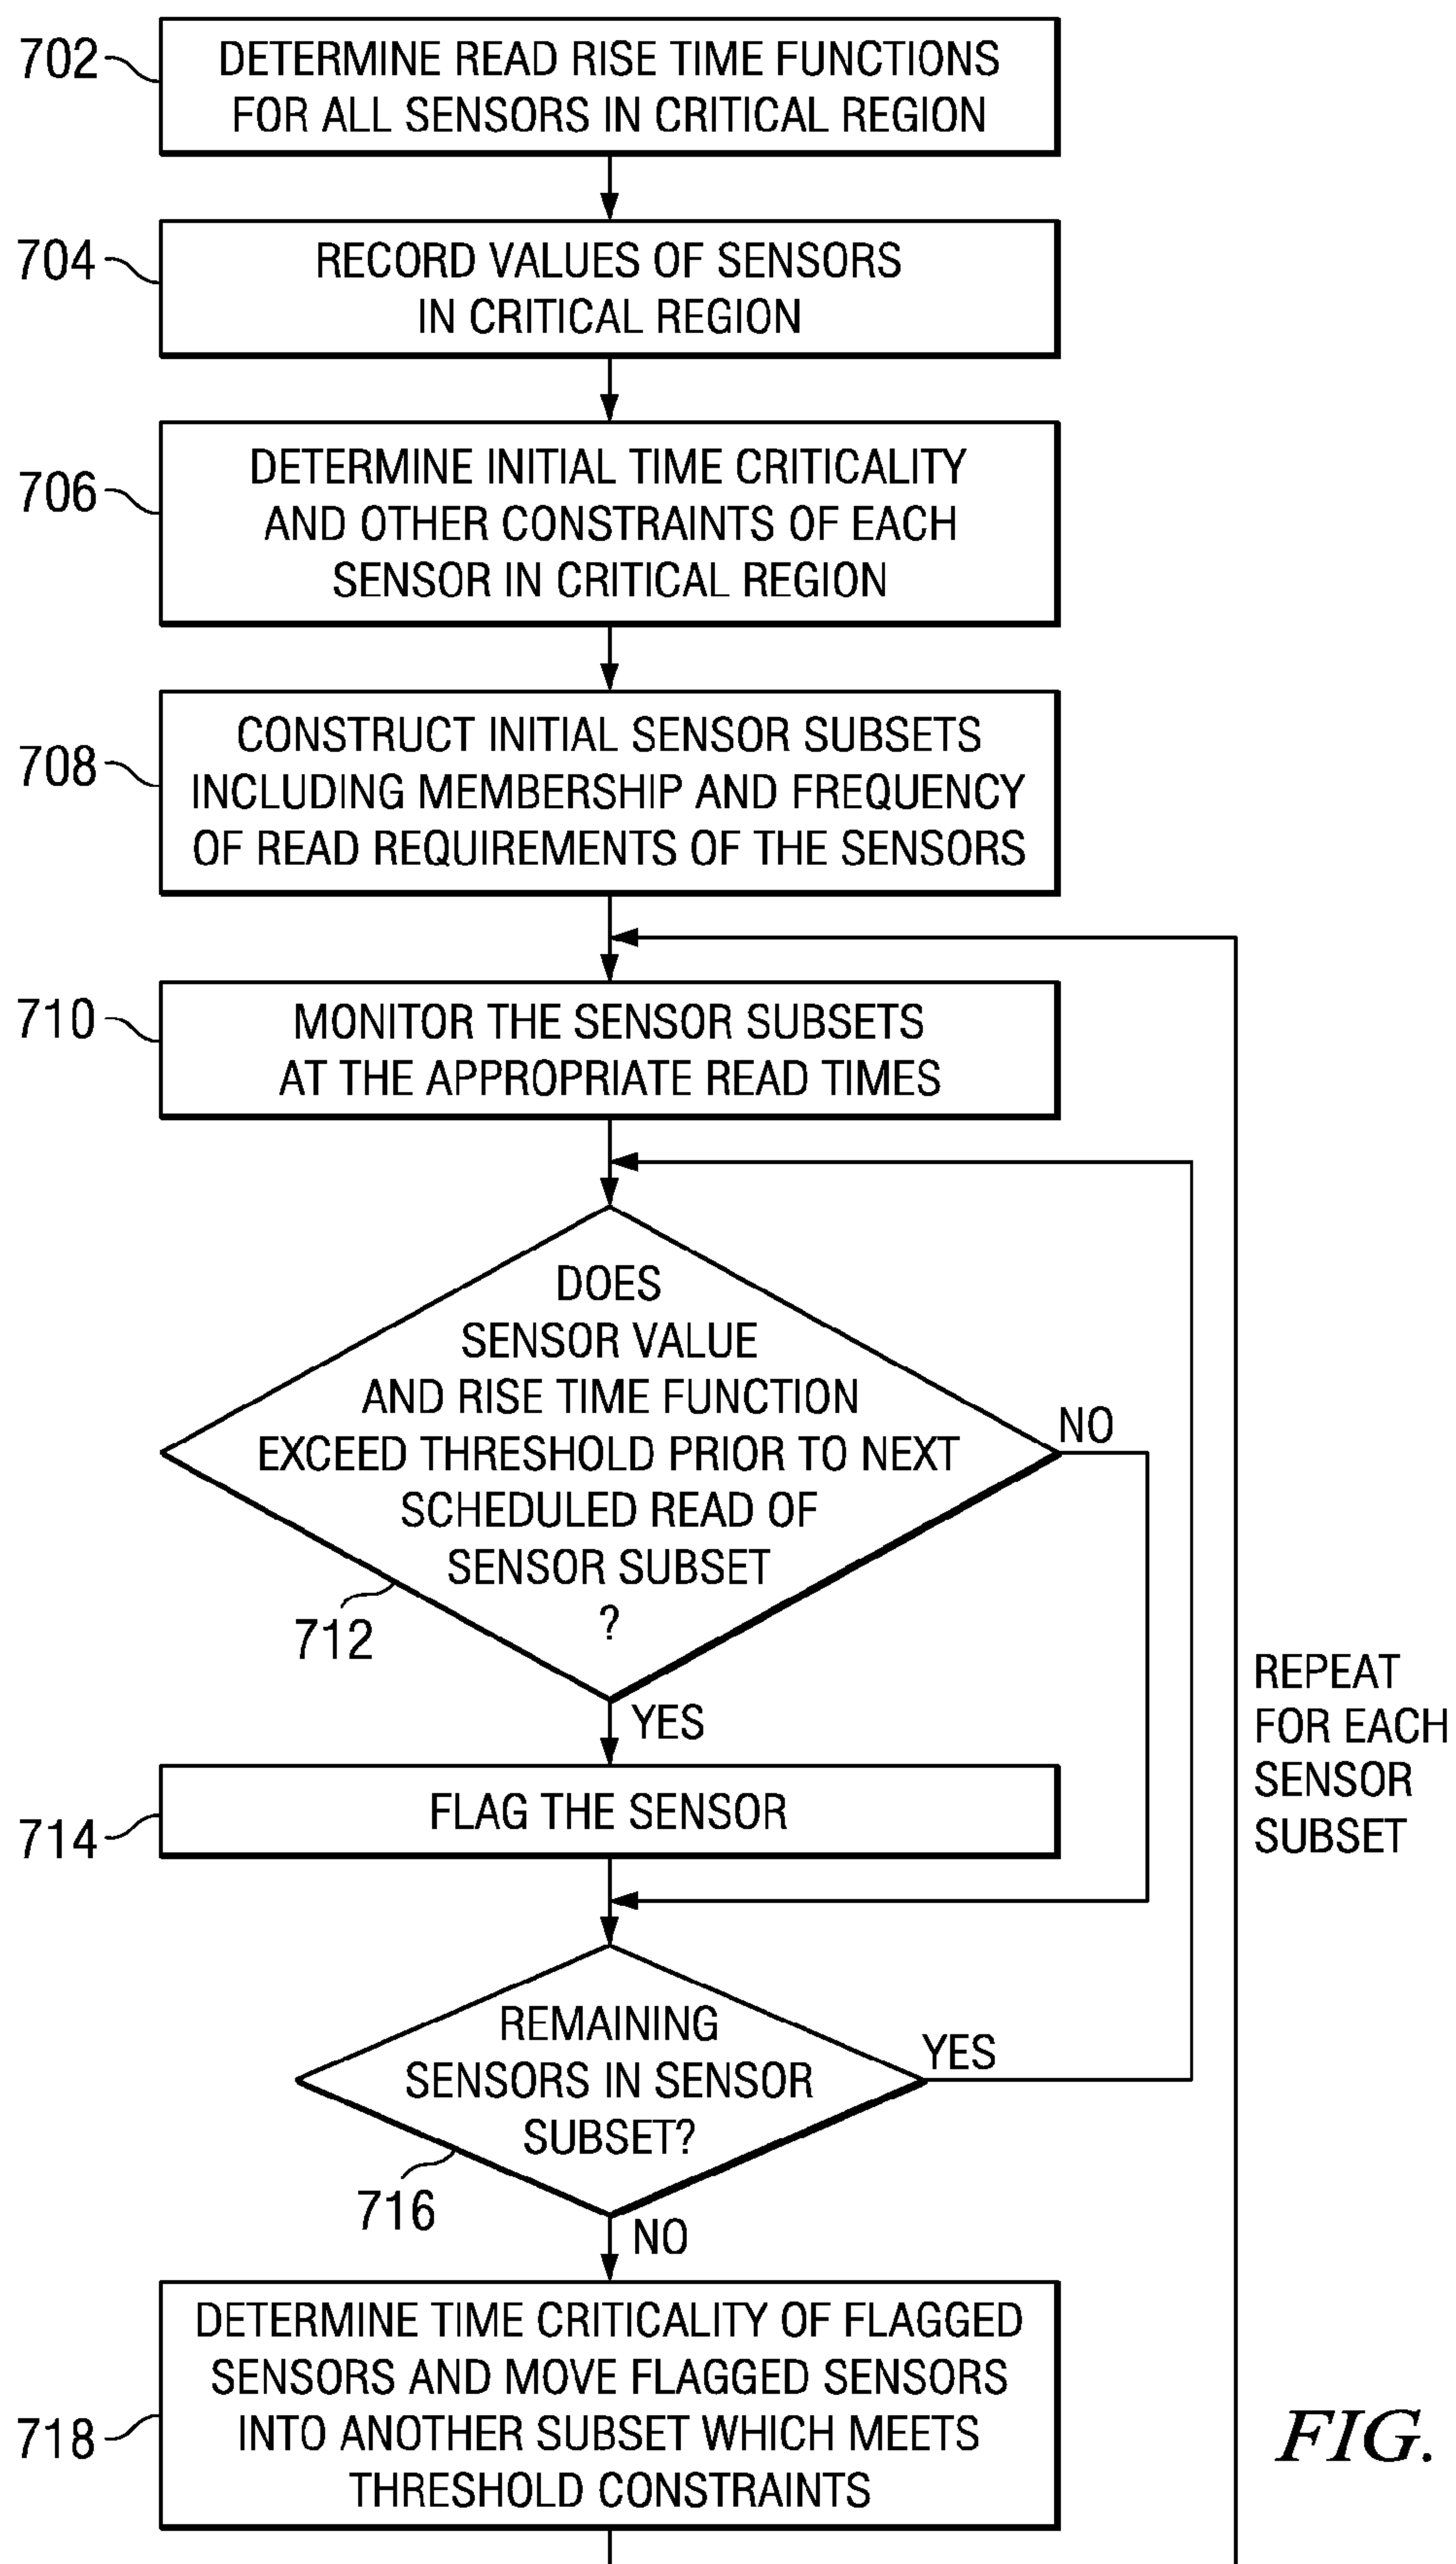 702
DETERMINE READ RISE TIME FUNCTIONS
FOR ALL SENSORS IN CRITICAL REGION
704
RECORD VALUES OF SENSORS
IN CRITICAL REGION
706
DETERMINE INITIAL TIME CRITICALITY
AND OTHER CONSTRAINTS OF EACH
SENSOR IN CRITICAL REGION
708
CONSTRUCT INITIAL SENSOR SUBSETS
INCLUDING MEMBERSHIP AND FREQUENCY
OF READ REQUIREMENTS OF THE SENSORS
710
MONITOR THE SENSOR SUBSETS
AT THE APPROPRIATE READ TIMES
DOES
SENSOR VALUE
AND RISE TIME FUNCTION
EXCEED THRESHOLD PRIOR TO NEXT
SCHEDULED READ OF
SENSOR SUBSET
?
712
NO
YES
714
FLAG THE SENSOR
REPEAT
FOR EACH
SENSOR
SUBSET
REMAINING
SENSORS IN SENSOR
SUBSET?
716
YES
NO
718
DETERMINE TIME CRITICALITY OF FLAGGED
SENSORS AND MOVE FLAGGED SENSORS
INTO ANOTHER SUBSET WHICH MEETS
THRESHOLD CONSTRAINTS
FIG.